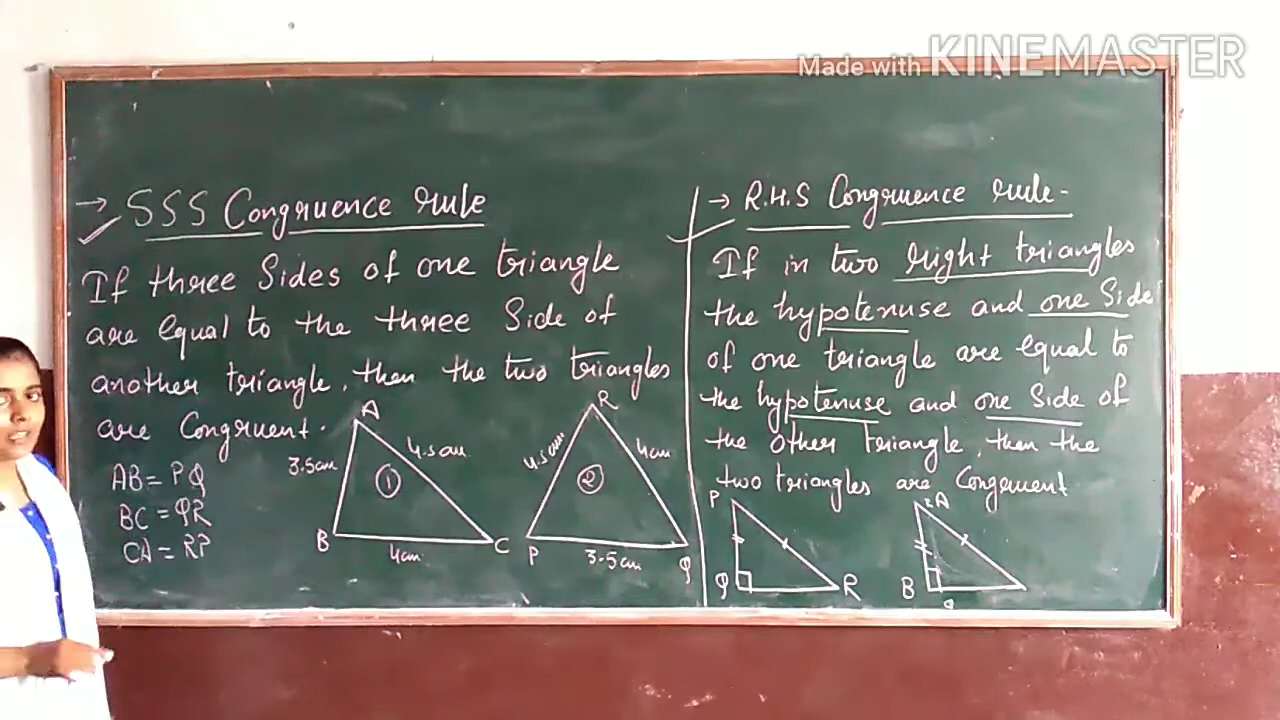 Made with KINEMASTER
→ SSS Congruence rule
If three Sides of one triangle
are equal to the three Side of
another triangle, then the two triangles
are Congruent.
AB = PQ
BC = QR
CA = RP
A
3.5cm
4.5cm
1
B
4cm
C
R
4.5cm
4cm
2
P
3.5cm
Q
→ R.H.S Congruence rule-
If in two right triangles
the hypotenuse and one Side
of one triangle are equal to
the hypotenuse and one Side of
the other triangle, then the
two triangles are Congruent
P
Q
R
A
B